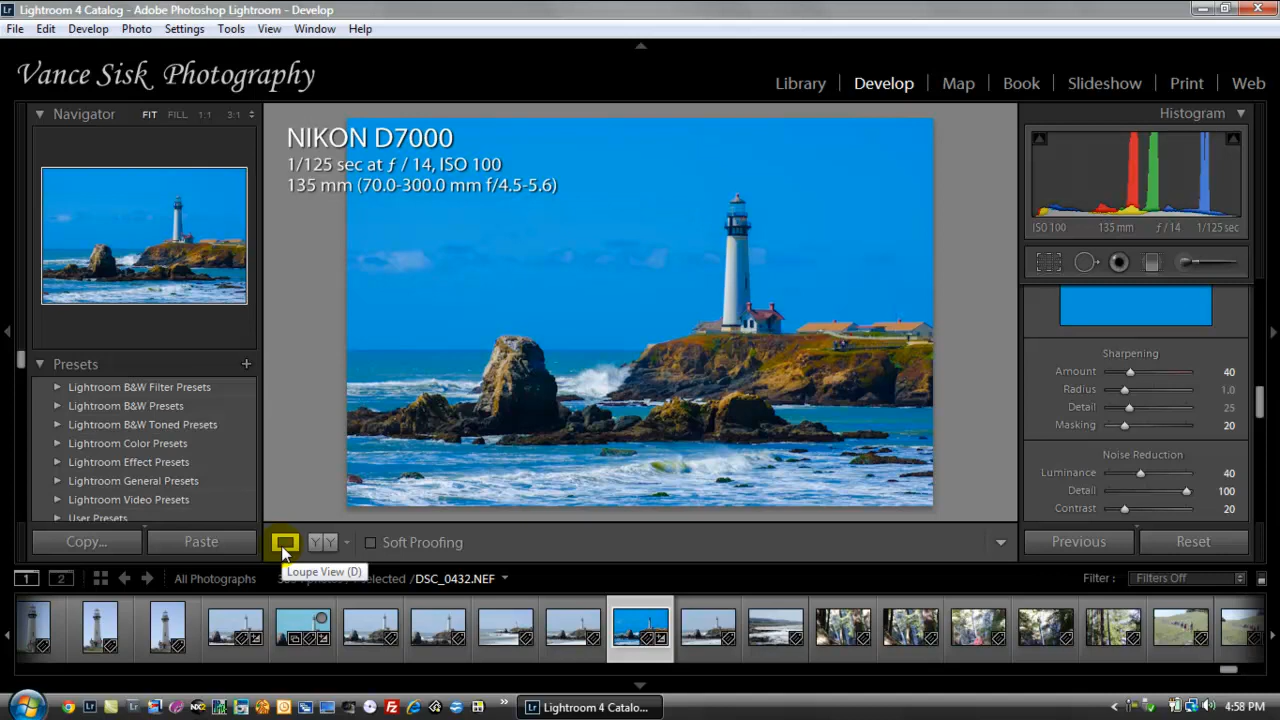 Lightroom 4 Catalog - Adobe Photoshop Lightroom - Develop
File Edit Develop Photo Settings Tools View Window Help
Vance Sisk Photography
Library Develop Map Book Slideshow Print Web
Navigator FIT FILL 1:1 3:1
Histogram
NIKON D7000
1/125 sec at ƒ / 14, ISO 100
135 mm (70.0-300.0 mm f/4.5-5.6)
ISO 100 135 mm ƒ / 14 1/125 sec
Presets
Lightroom B&W Filter Presets
Lightroom B&W Presets
Lightroom B&W Toned Presets
Lightroom Color Presets
Lightroom Effect Presets
Lightroom General Presets
Lightroom Video Presets
User Presets
Sharpening
Amount 40
Radius 1.0
Detail 25
Masking 20
Noise Reduction
Luminance 40
Detail 100
Contrast 20
Copy... Paste
Y Y
Soft Proofing
Previous Reset
Loupe View (D)
1 2 All Photographs selected /DSC_0432.NEF
Filter : Filters Off
Lightroom 4 Catalo...
4:58 PM